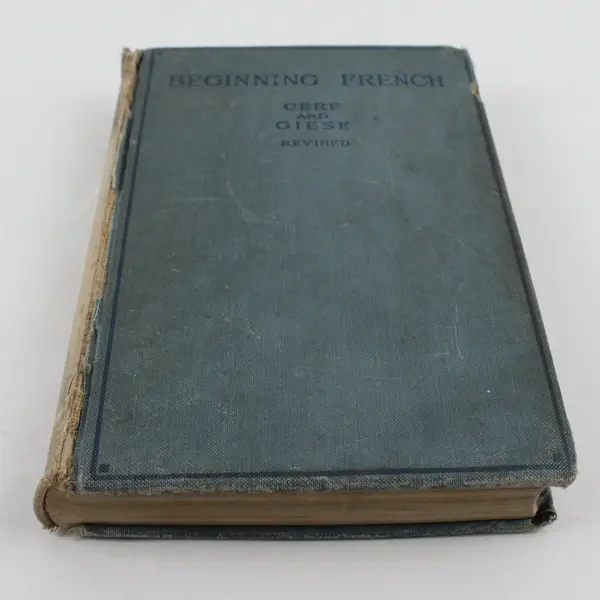 BEGINNING FRENCH
CERF
AND
GIESE
REVISED